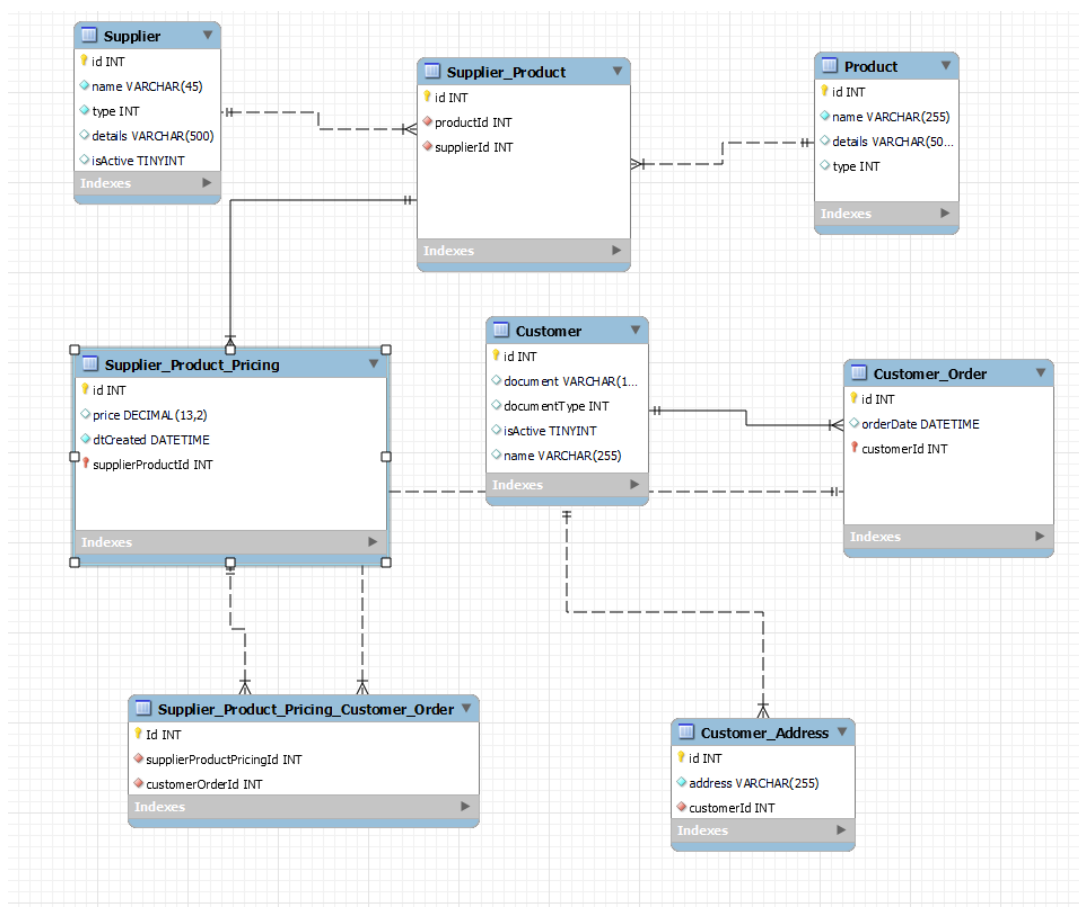 Supplier
id INT
name VARCHAR(45)
type INT
details VARCHAR(500)
isActive TINYINT
Indexes
Supplier_Product
id INT
productId INT
supplierId INT
Indexes
Product
id INT
name VARCHAR(255)
details VARCHAR(50...
type INT
Indexes
Supplier_Product_Pricing
id INT
price DECIMAL(13,2)
dtCreated DATETIME
supplierProductId INT
Indexes
Customer
id INT
document VARCHAR(1...
documentType INT
isActive TINYINT
name VARCHAR(255)
Indexes
Customer_Order
id INT
orderDate DATETIME
customerId INT
Indexes
Supplier_Product_Pricing_Customer_Order
Id INT
supplierProductPricingId INT
customerOrderId INT
Indexes
Customer_Address
id INT
address VARCHAR(255)
customerId INT
Indexes